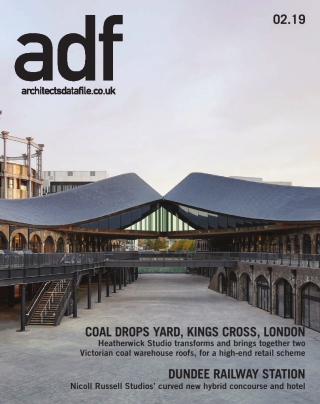 02.19
adf
architectsdatafile.co.uk
COAL DROPS YARD, KINGS CROSS, LONDON
Heatherwick Studio transforms and brings together two
Victorian coal warehouse roofs, for a high-end retail scheme
DUNDEE RAILWAY STATION
Nicoll Russell Studios' curved new hybrid concourse and hotel